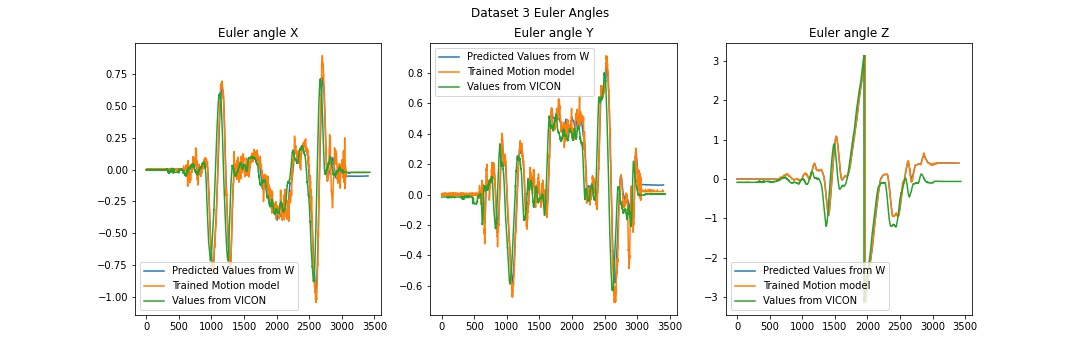 Dataset 3 Euler Angles
Euler angle X
0.75
0.50
0.25
0.00
−0.25
−0.50
−0.75
−1.00
Predicted Values from W
Trained Motion model
Values from VICON
0 500 1000 1500 2000 2500 3000 3500
Euler angle Y
0.8
0.6
0.4
0.2
0.0
−0.2
−0.4
−0.6
Predicted Values from W
Trained Motion model
Values from VICON
0 500 1000 1500 2000 2500 3000 3500
Euler angle Z
3
2
1
0
−1
−2
−3
Predicted Values from W
Trained Motion model
Values from VICON
0 500 1000 1500 2000 2500 3000 3500